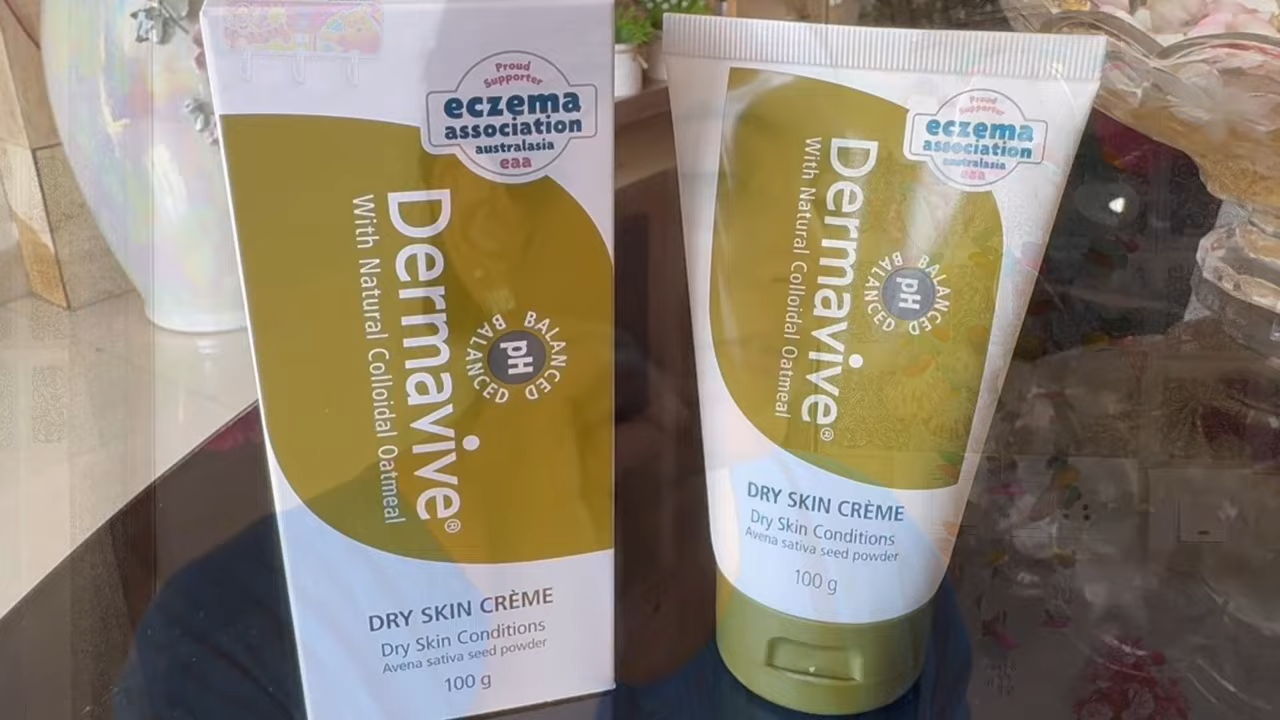 Proud
Supporter
eczema
association
australasia
eaa
Dermavive®
With Natural Colloidal Oatmeal
BALANCED
pH
BALANCED
DRY SKIN CRÈME
Dry Skin Conditions
Avena sativa seed powder
100 g
Proud
Supporter
eczema
association
australasia
eaa
Dermavive®
With Natural Colloidal Oatmeal
BALANCED
pH
BALANCED
DRY SKIN CRÈME
Dry Skin Conditions
Avena sativa seed powder
100 g